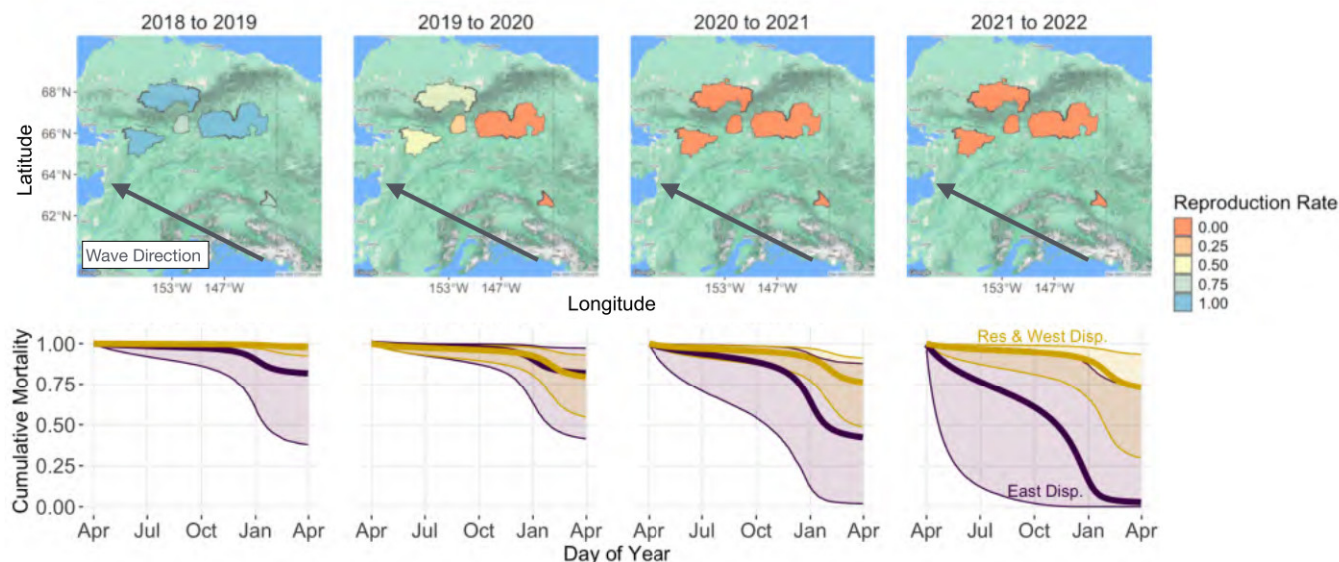 2018 to 2019
2019 to 2020
2020 to 2021
2021 to 2022
Latitude
68°N
66°N
64°N
62°N
Wave Direction
153°W 147°W
153°W 147°W
153°W 147°W
153°W 147°W
Longitude
Reproduction Rate
0.00
0.25
0.50
0.75
1.00
Cumulative Mortality
1.00
0.75
0.50
0.25
0.00
Res & West Disp.
East Disp.
Apr Jul Oct Jan Apr
Apr Jul Oct Jan Apr
Apr Jul Oct Jan Apr
Apr Jul Oct Jan Apr
Day of Year